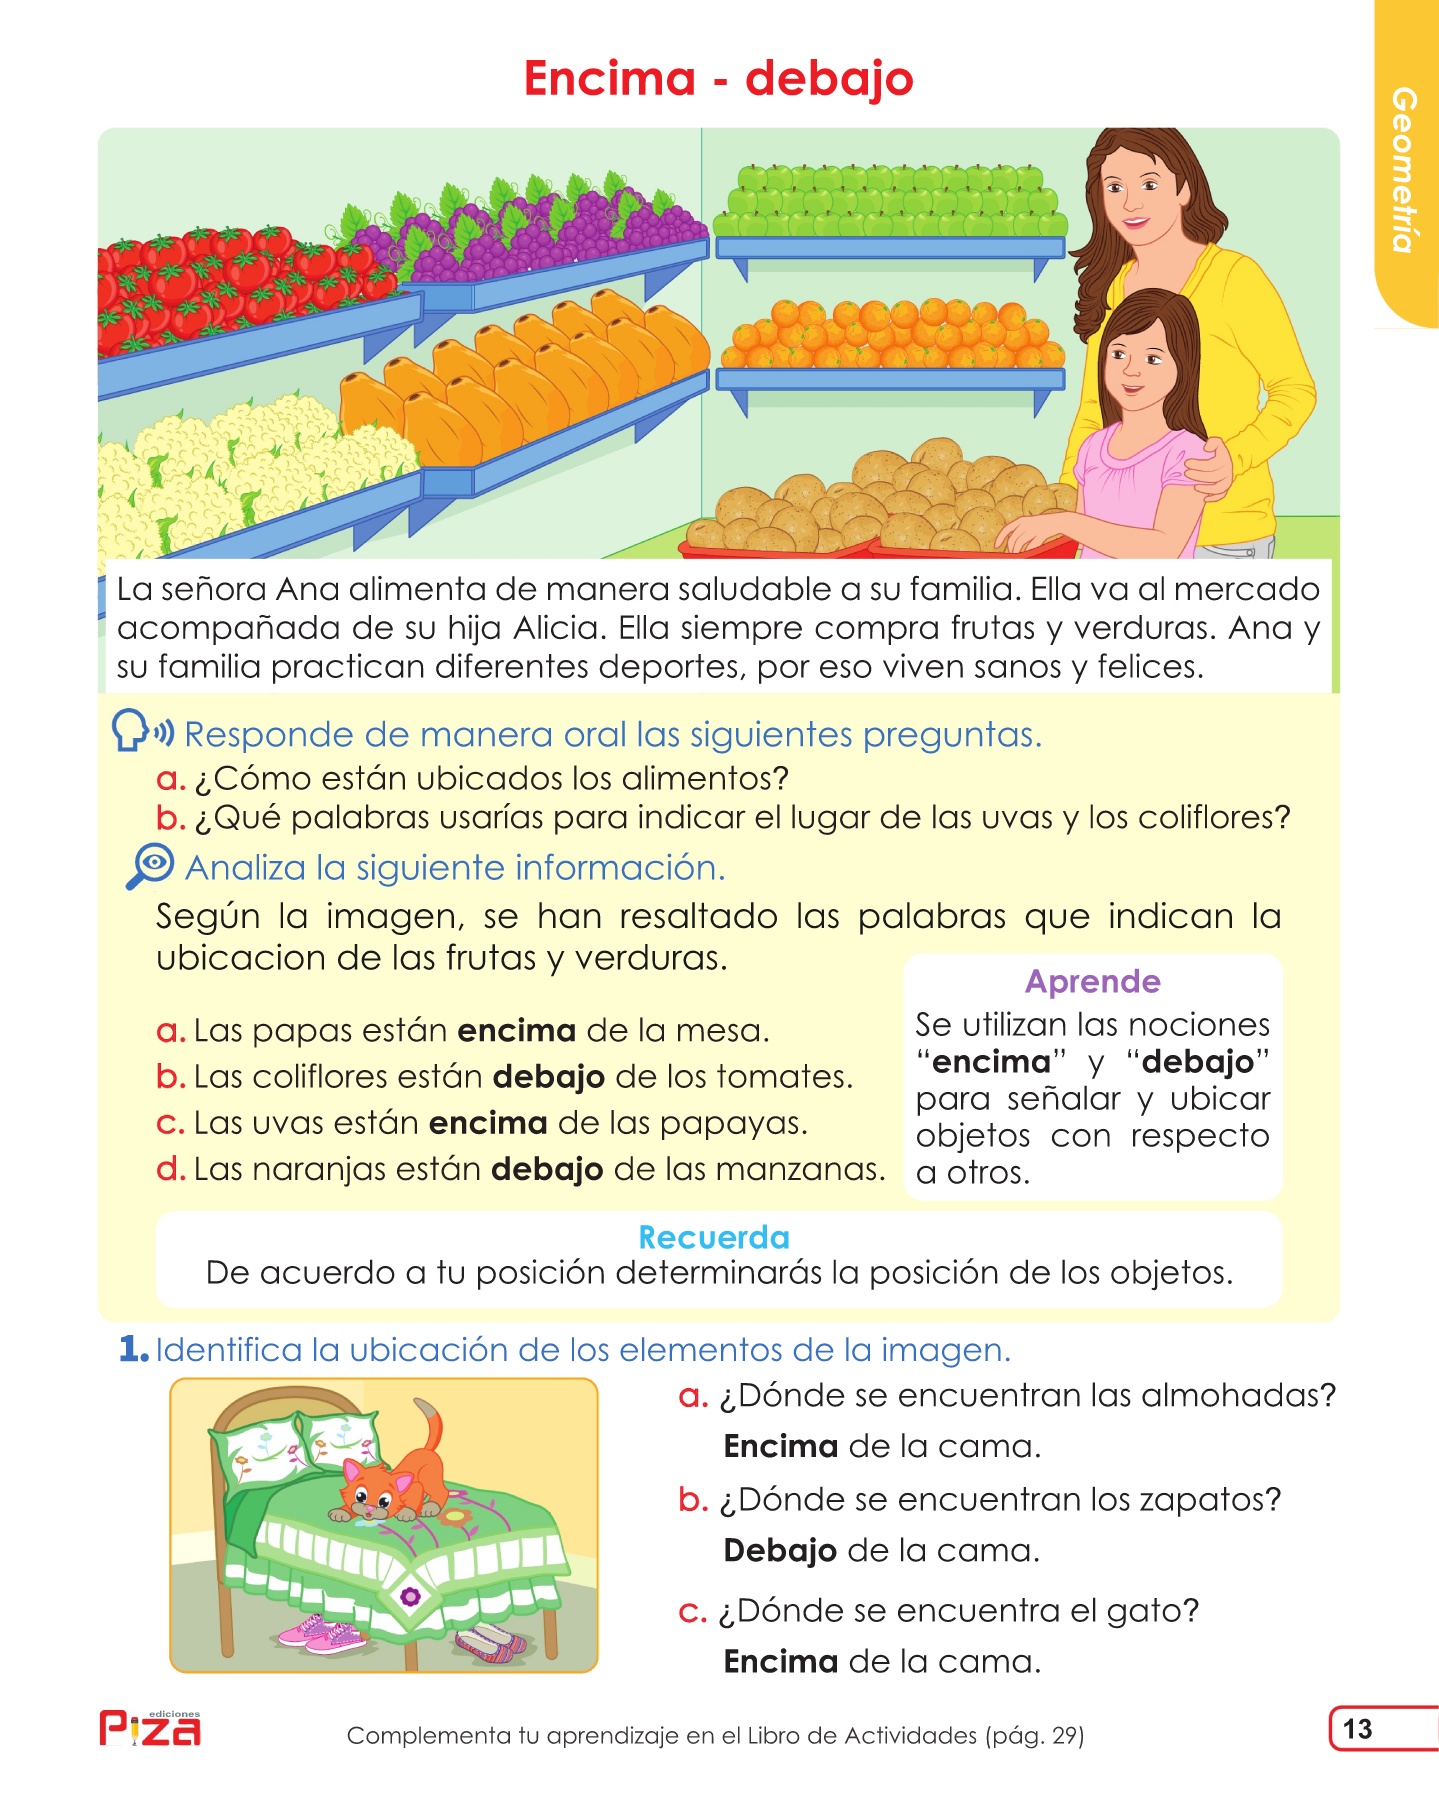 Encima - debajo
Geometría
La señora Ana alimenta de manera saludable a su familia. Ella va al mercado
acompañada de su hija Alicia. Ella siempre compra frutas y verduras. Ana y
su familia practican diferentes deportes, por eso viven sanos y felices.
Responde de manera oral las siguientes preguntas.
a. ¿Cómo están ubicados los alimentos?
b. ¿Qué palabras usarías para indicar el lugar de las uvas y los coliflores?
Analiza la siguiente información.
Según la imagen, se han resaltado las palabras que indican la
ubicacion de las frutas y verduras.
a. Las papas están encima de la mesa.
b. Las coliflores están debajo de los tomates.
c. Las uvas están encima de las papayas.
d. Las naranjas están debajo de las manzanas.
Aprende
Se utilizan las nociones
“encima” y “debajo”
para señalar y ubicar
objetos con respecto
a otros.
Recuerda
De acuerdo a tu posición determinarás la posición de los objetos.
1. Identifica la ubicación de los elementos de la imagen.
a. ¿Dónde se encuentran las almohadas?
Encima de la cama.
b. ¿Dónde se encuentran los zapatos?
Debajo de la cama.
c. ¿Dónde se encuentra el gato?
Encima de la cama.
ediciones
Piza
Complementa tu aprendizaje en el Libro de Actividades (pág. 29)
13